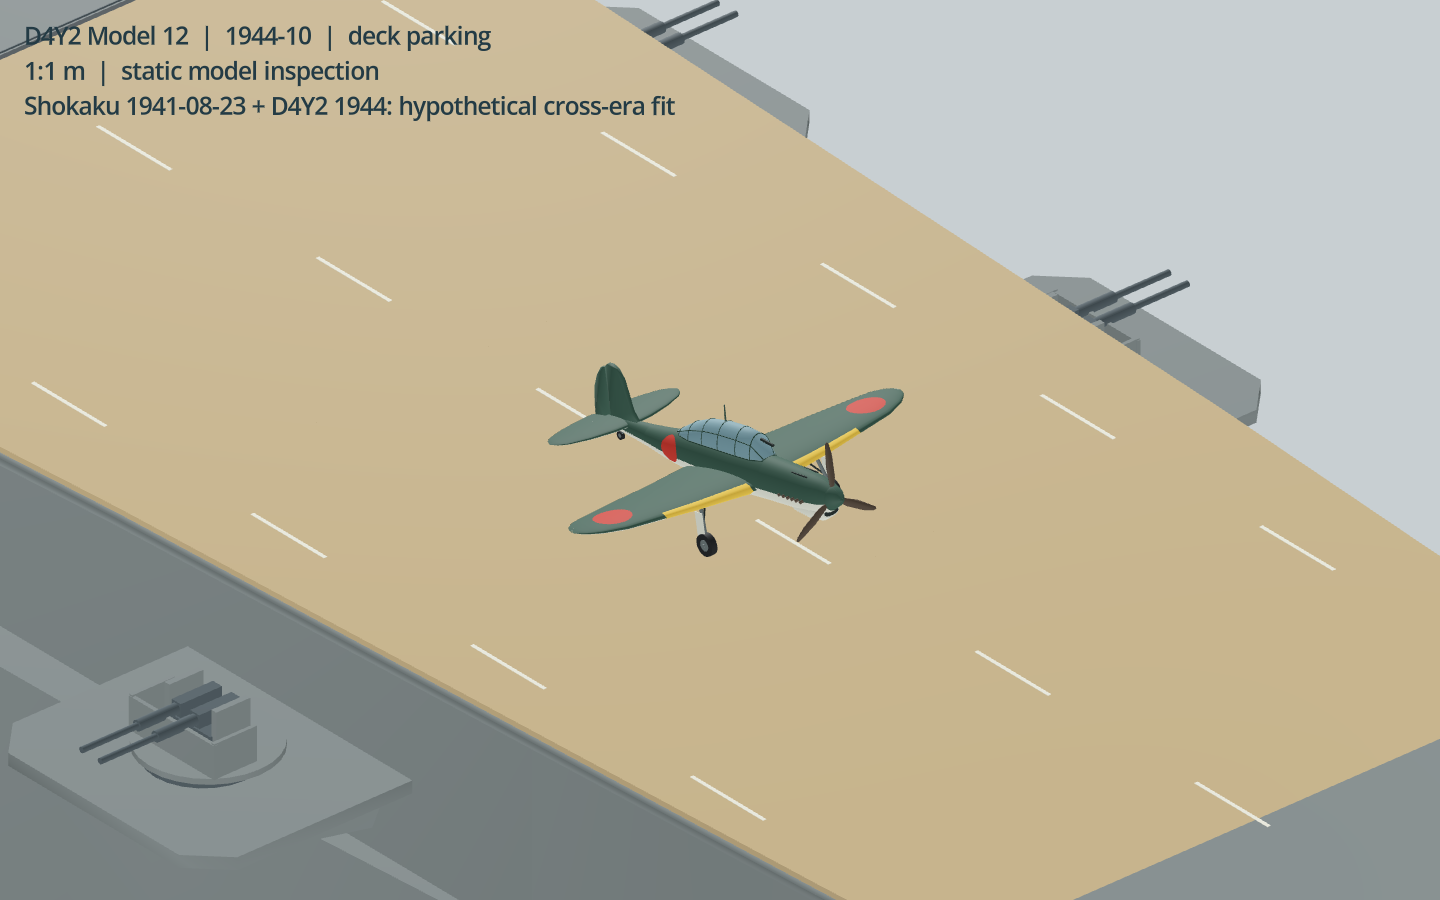 D4Y2 Model 12 | 1944-10 | deck parking
1:1 m | static model inspection
Shokaku 1941-08-23 + D4Y2 1944: hypothetical cross-era fit